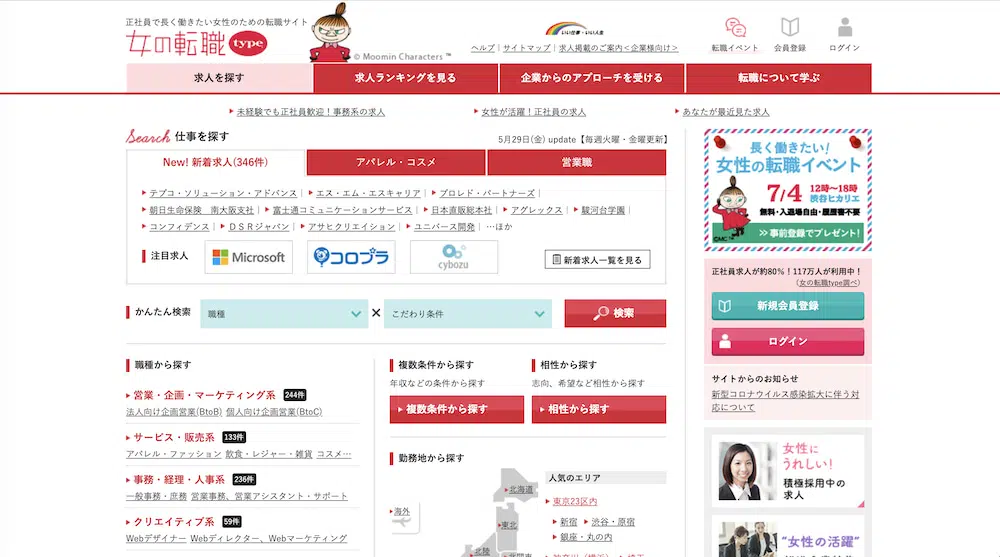 正社員で長く働きたい女性のための転職サイト
女の転職type
© Moomin Characters ™
いい仕事・いい人生
ヘルプ | サイトマップ | 求人掲載のご案内<企業様向け>
転職イベント 会員登録 ログイン
求人を探す 求人ランキングを見る 企業からのアプローチを受ける 転職について学ぶ
未経験でも正社員歓迎！事務系の求人 女性が活躍！正社員の求人 あなたが最近見た求人
Search 仕事を探す
5月29日(金) update【毎週火曜・金曜更新】
New! 新着求人(346件) アパレル・コスメ 営業職
テプコ・ソリューション・アドバンス | エス・エム・エスキャリア | プロレド・パートナーズ |
朝日生命保険 南大阪支社 | 富士通コミュニケーションサービス | 日本直販総本社 | アグレックス | 駿河台学園 |
コンフィデンス | ＤＳＲジャパン | アサヒクリエイション | ユニバース開発 | …ほか
注目求人 Microsoft コロプラ cybozu 新着求人一覧を見る
かんたん検索 職種 × こだわり条件 検索
職種から探す
営業・企画・マーケティング系 244件
法人向け企画営業(BtoB) 個人向け企画営業(BtoC)
サービス・販売系 133件
アパレル・ファッション 飲食・レジャー・雑貨 コスメ…
事務・経理・人事系 236件
一般事務・庶務 営業事務、営業アシスタント・サポート
クリエイティブ系 59件
Webデザイナー Webディレクター、Webマーケティング
複数条件から探す
年収などの条件から探す
複数条件から探す
相性から探す
志向、希望など相性から探す
相性から探す
勤務地から探す
北海道
海外
東北
北陸
北関東
人気のエリア
東京23区内
新宿 渋谷・原宿
銀座・丸の内
神奈川（横浜） 埼玉
長く働きたい!
女性の転職イベント
7/4 12時〜18時
渋谷ヒカリエ
無料・入退場自由・履歴書不要
©MC™
>> 事前登録でプレゼント!
正社員求人が約80%！117万人が利用中！
（女の転職type調べ）
新規会員登録
ログイン
サイトからのお知らせ
新型コロナウイルス感染拡大に伴う対
応について
女性に
うれしい!
積極採用中の
求人
“女性の活躍”